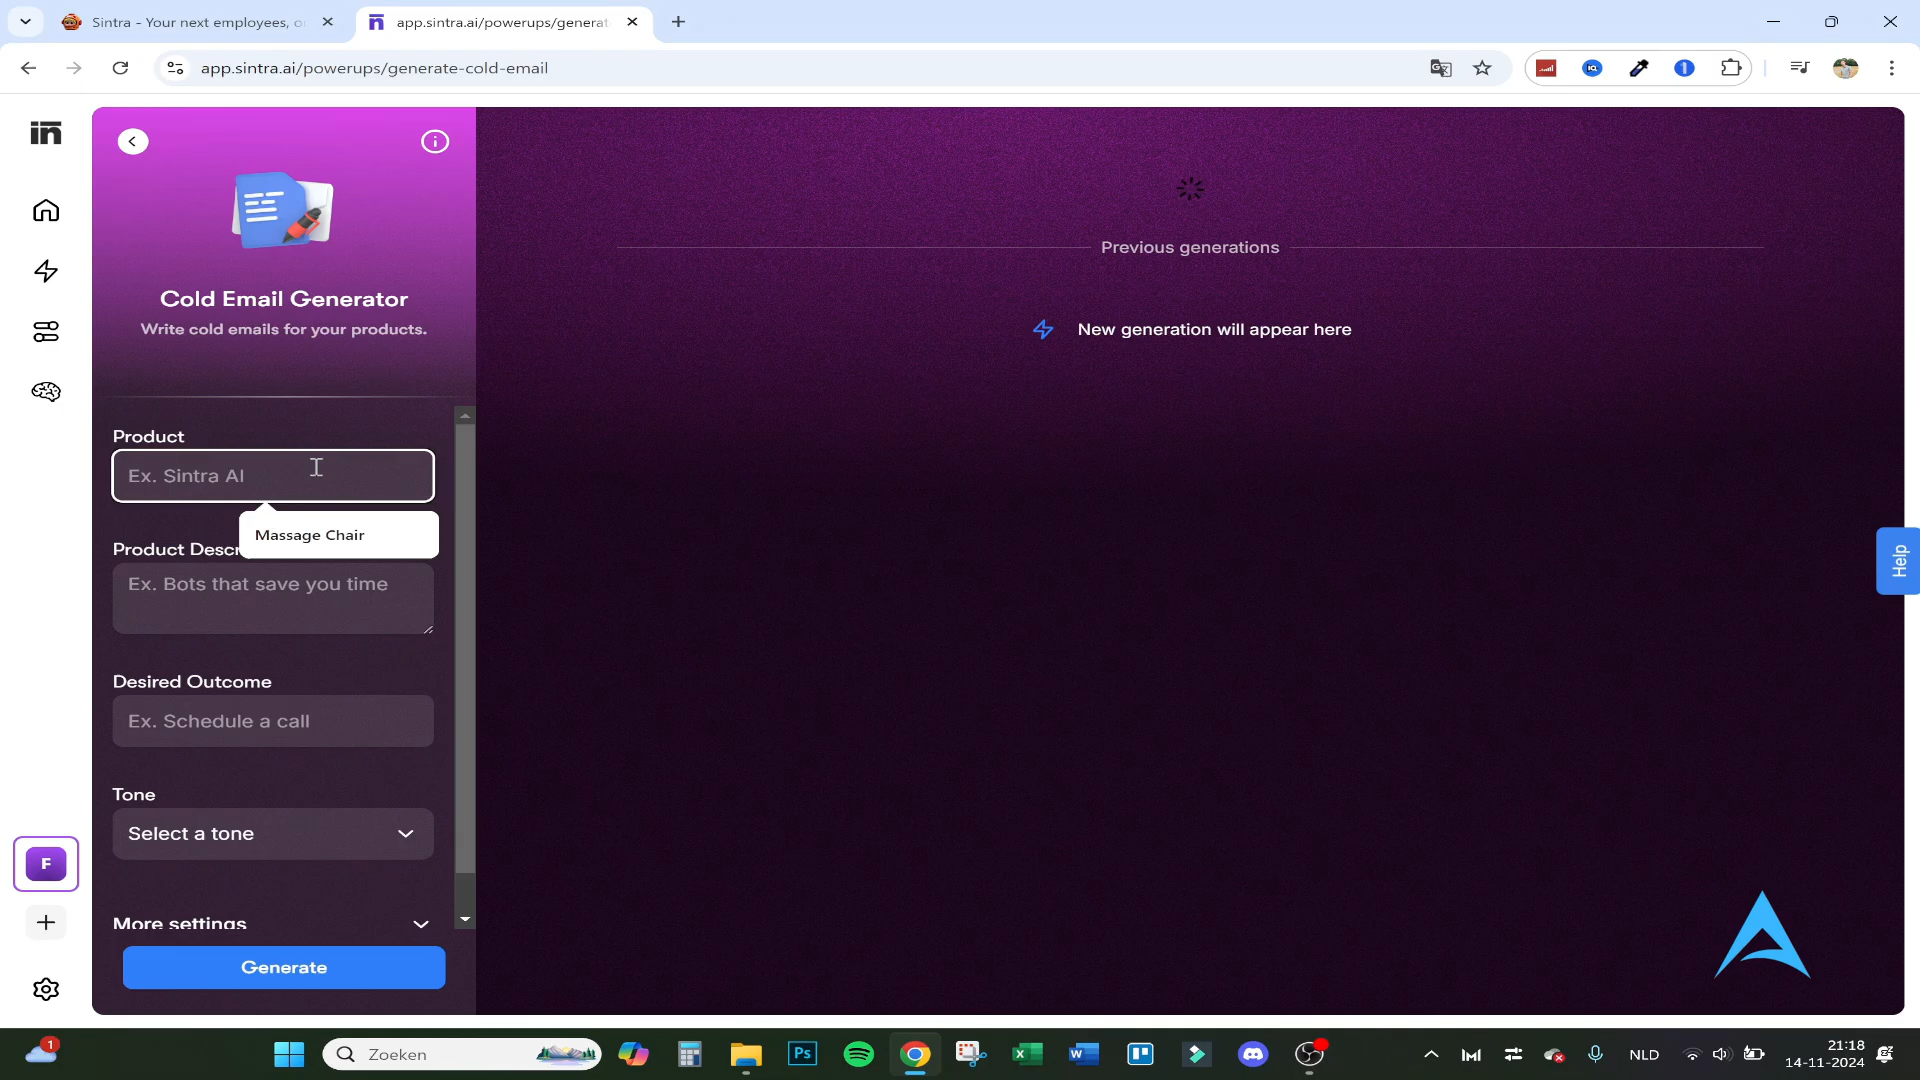 Sintra - Your next employees, o
app.sintra.ai/powerups/generat
app.sintra.ai/powerups/generate-cold-email
Cold Email Generator
Write cold emails for your products.
Previous generations
New generation will appear here
Product
Ex. Sintra AI
Massage Chair
Product Descr
Ex. Bots that save you time
Desired Outcome
Ex. Schedule a call
Tone
Select a tone
More settings
Generate
Help
F
1
Zoeken
Ps
NLD
21:18
14-11-2024